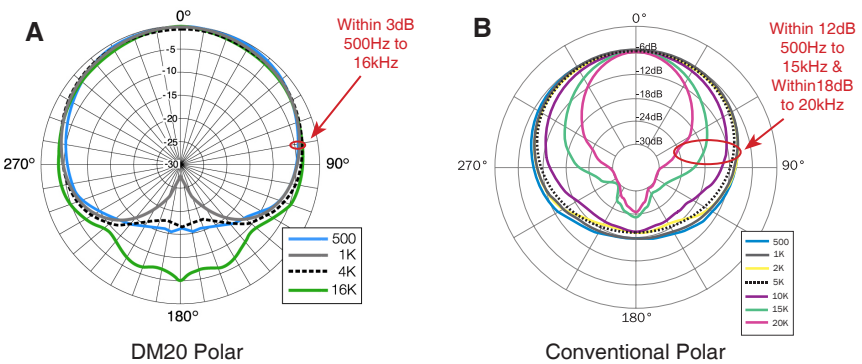 A
0°
-5
-10
-15
-20
-25
-30
270°
90°
180°
Within 3dB
500Hz to
16kHz
500
1K
4K
16K
DM20 Polar
B
0°
-6dB
-12dB
-18dB
-24dB
-30dB
270°
90°
180°
Within 12dB
500Hz to
15kHz &
Within18dB
to 20kHz
500
1K
2K
5K
10K
15K
20K
Conventional Polar